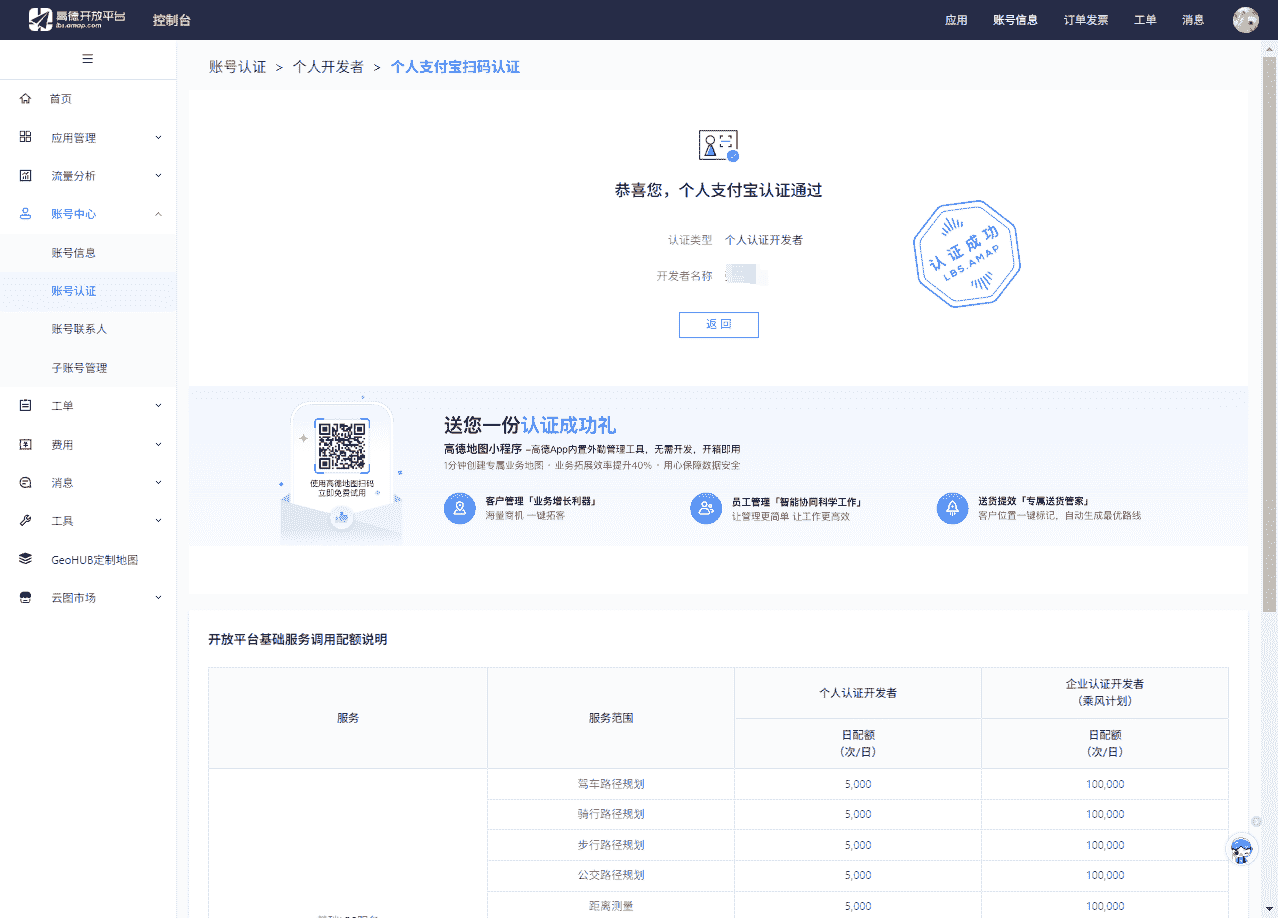 高德开放平台
lbs.amap.com
控制台
应用
账号信息
订单发票
工单
消息
首页
应用管理
流量分析
账号中心
账号信息
账号认证
账号联系人
子账号管理
工单
费用
消息
工具
GeoHUB定制地图
云图市场
账号认证 > 个人开发者 > 个人支付宝扫码认证
恭喜您，个人支付宝认证通过
认证类型 个人认证开发者
开发者名称
返 回
认证成功
LBS.AMAP
使用高德地图扫码
立即免费试用
送您一份认证成功礼
高德地图小程序 –高德App内置外勤管理工具，无需开发，开箱即用
1分钟创建专属业务地图 · 业务拓展效率提升40% · 用心保障数据安全
客户管理「业务增长利器」
海量商机 一键拓客
员工管理「智能协同科学工作」
让管理更简单 让工作更高效
送货提效「专属送货管家」
客户位置一键标记，自动生成最优路线
开放平台基础服务调用配额说明
服务
服务范围
个人认证开发者
企业认证开发者
（乘风计划）
日配额
（次/日）
日配额
（次/日）
驾车路径规划 5,000 100,000
骑行路径规划 5,000 100,000
步行路径规划 5,000 100,000
公交路径规划 5,000 100,000
距离测量 5,000 100,000